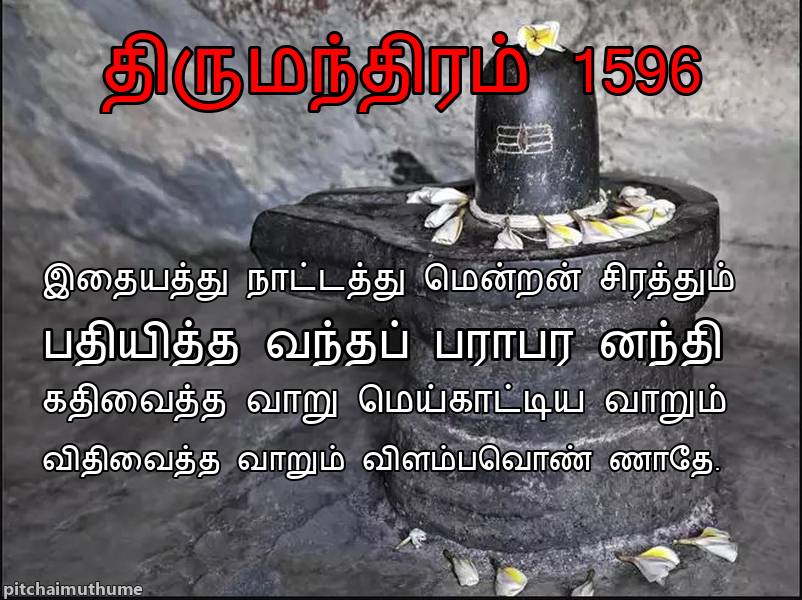 திருமந்திரம் 1596
இதையத்து நாட்டத்து மென்றன் சிரத்தும்
பதியித்த வந்தப் பராபர னந்தி
கதிவைத்த வாறு மெய்காட்டிய வாறும்
விதிவைத்த வாறும் விளம்பவொண் ணாதே.
pitchaimuthume